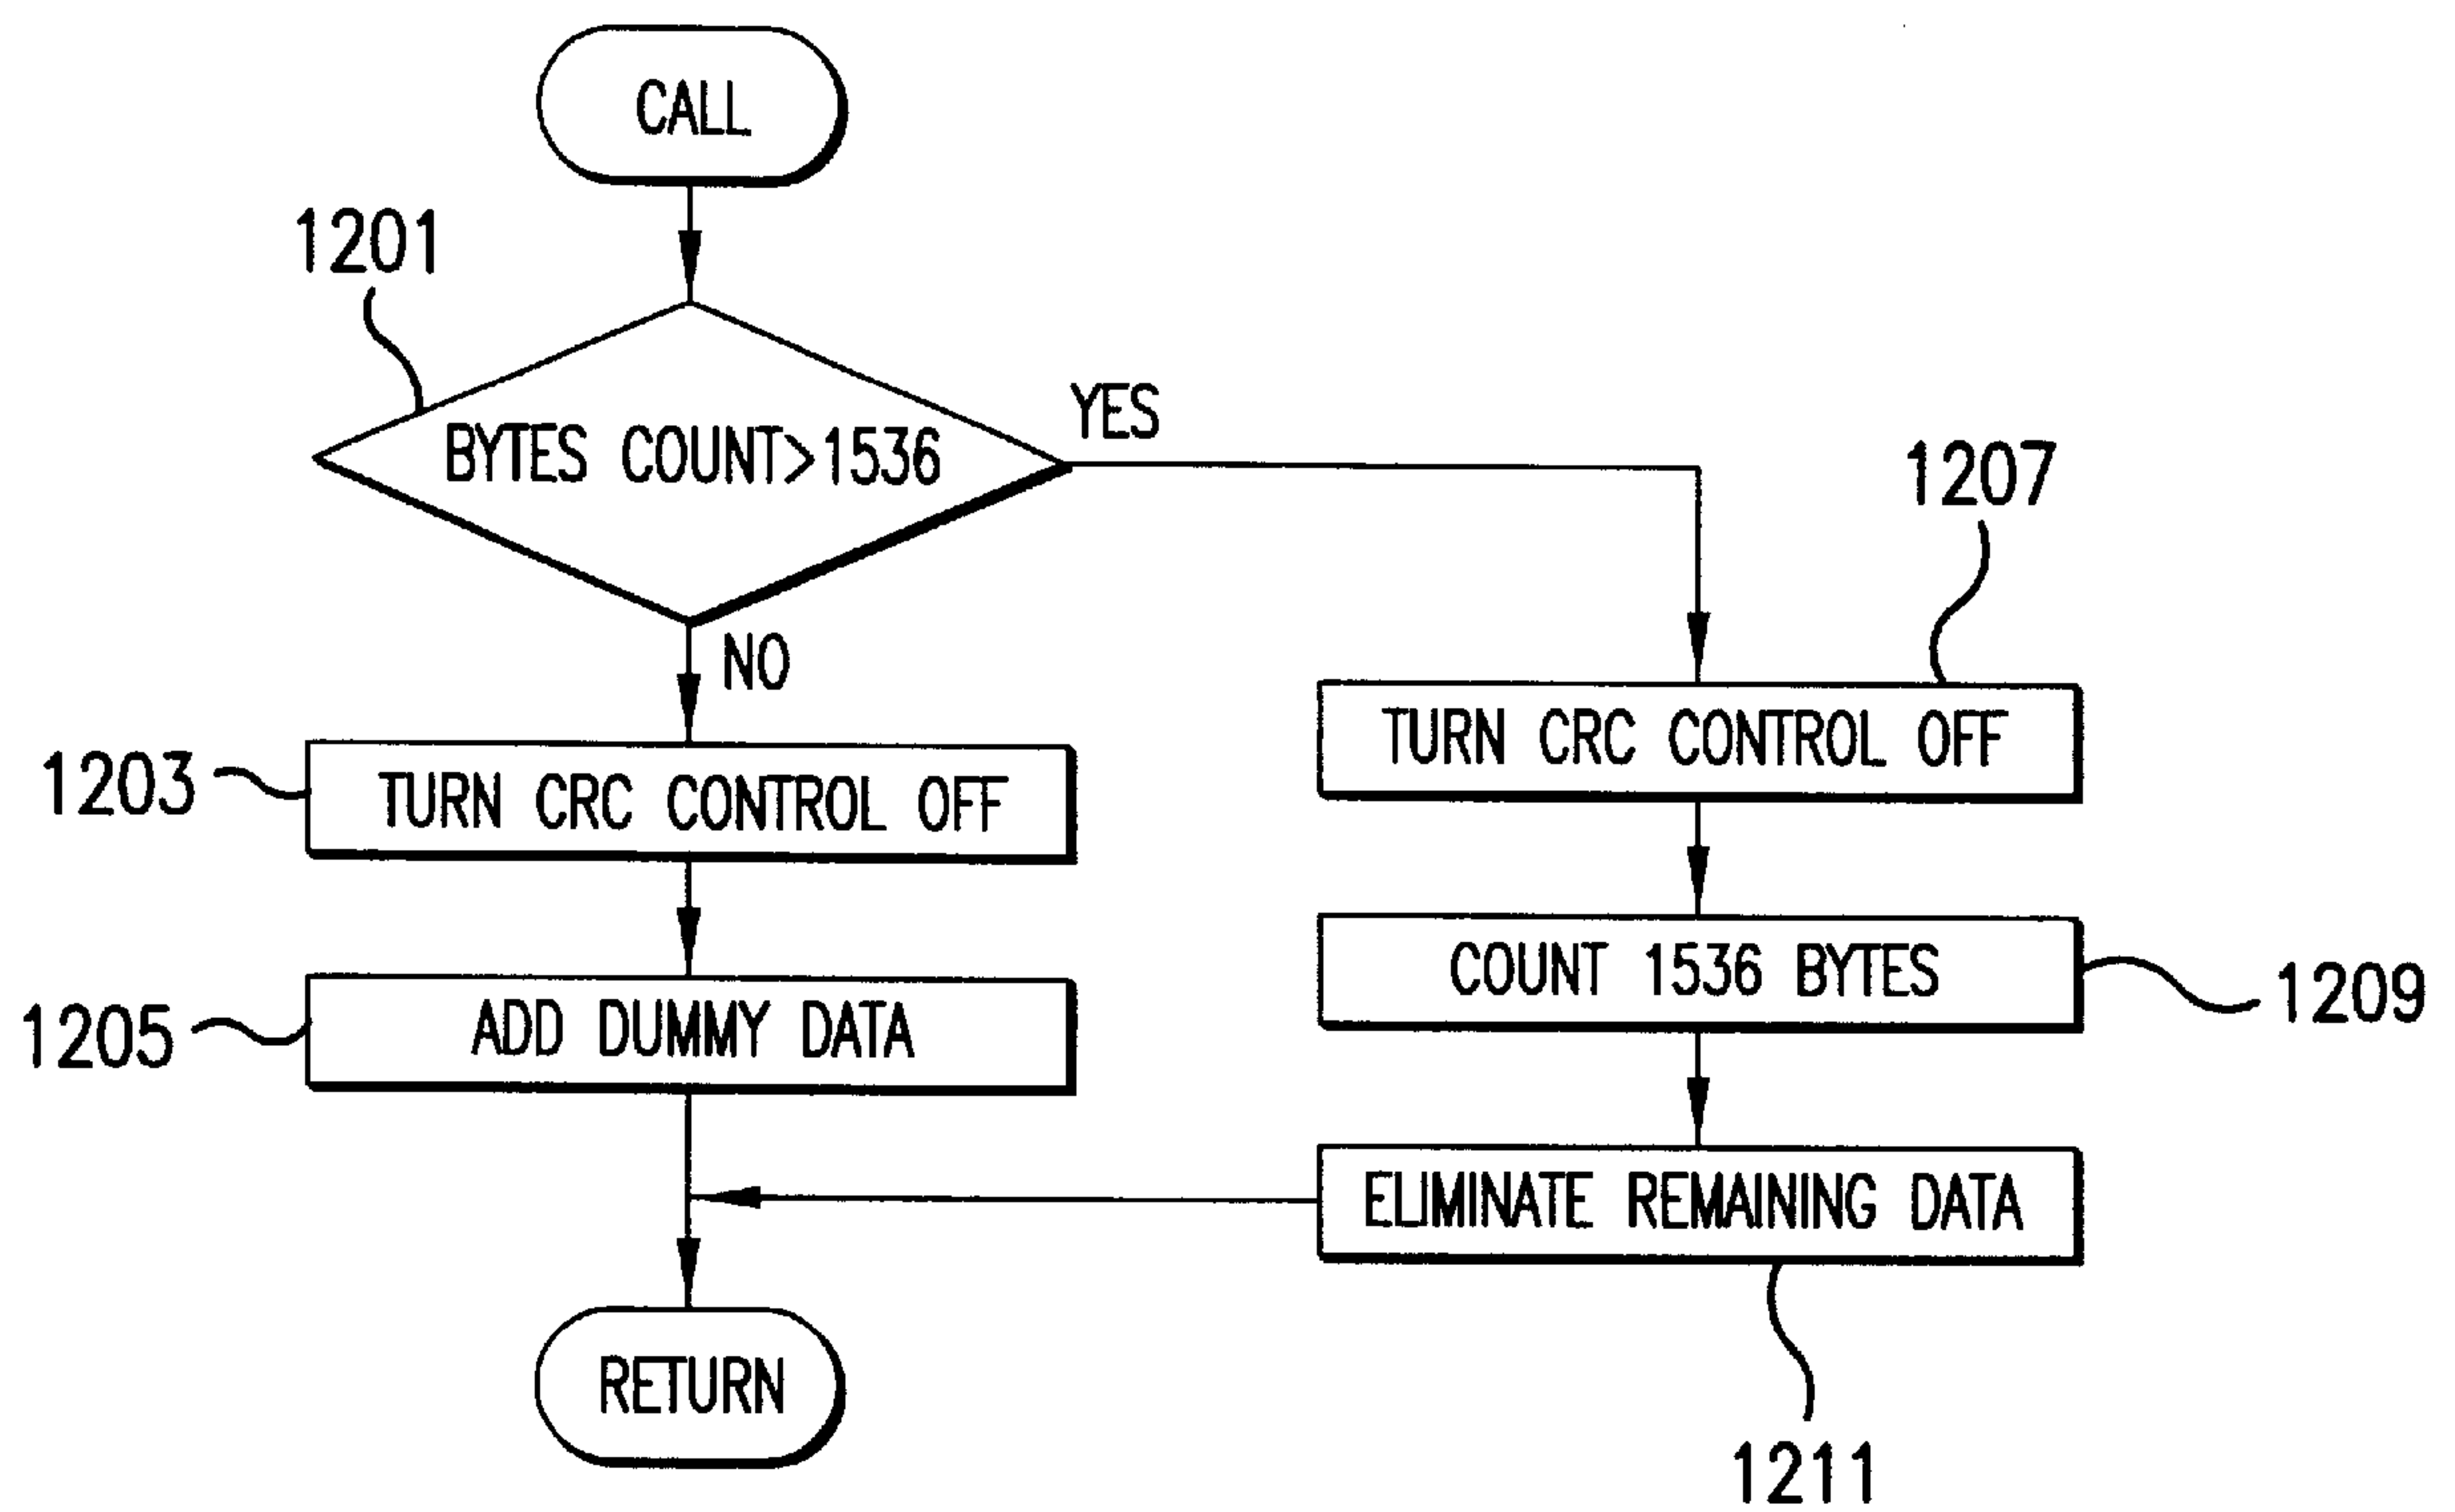 CALL
1201
BYTES COUNT>1536
YES
NO
1207
TURN CRC CONTROL OFF
1203
TURN CRC CONTROL OFF
COUNT 1536 BYTES
1209
1205
ADD DUMMY DATA
ELIMINATE REMAINING DATA
RETURN
1211